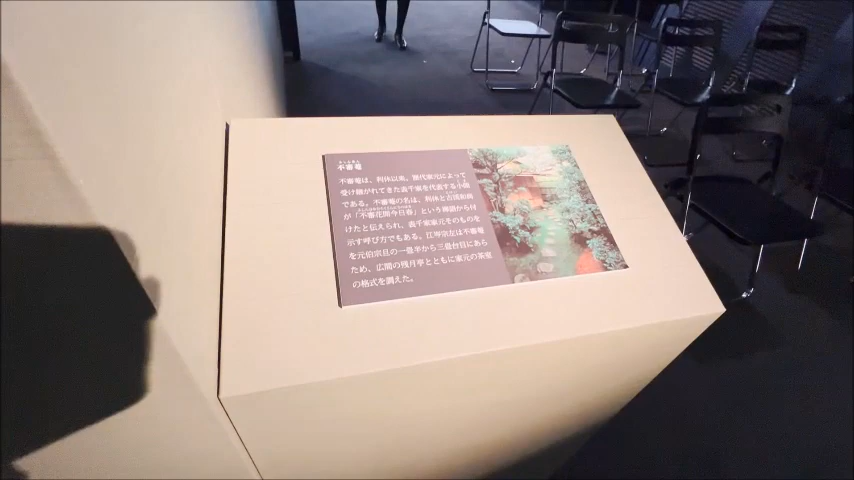 ふしんあん
不審菴
不審菴は、利休以来、歴代家元によって
受け継がれてきた表千家を代表する小間
である。不審菴の名は、利休と古渓和尚
が「不審花開今日春」という禅語から付
けたと伝えられ、表千家家元そのものを
示す呼び方でもある。江岑宗左は不審菴
を元伯宗旦の一畳半から三畳台目にあら
ため、広間の残月亭とともに家元の茶室
の格式を調えた。